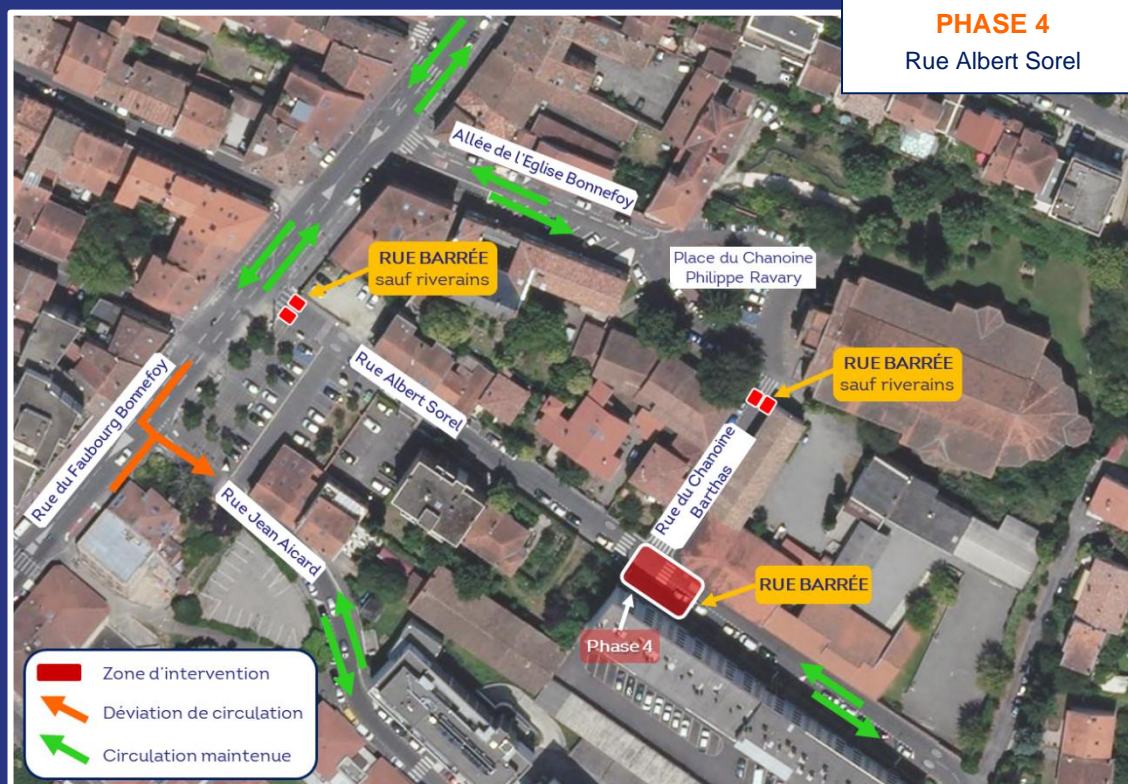 PHASE 4
Rue Albert Sorel
Allée de l'Eglise Bonnefoy
RUE BARRÉE
sauf riverains
Place du Chanoine
Philippe Ravary
Rue du Faubourg Bonnefoy
Rue Albert Sorel
RUE BARRÉE
sauf riverains
Rue du Chanoine
Barthas
Rue Jean Aicard
RUE BARRÉE
Phase 4
Zone d'intervention
Déviation de circulation
Circulation maintenue